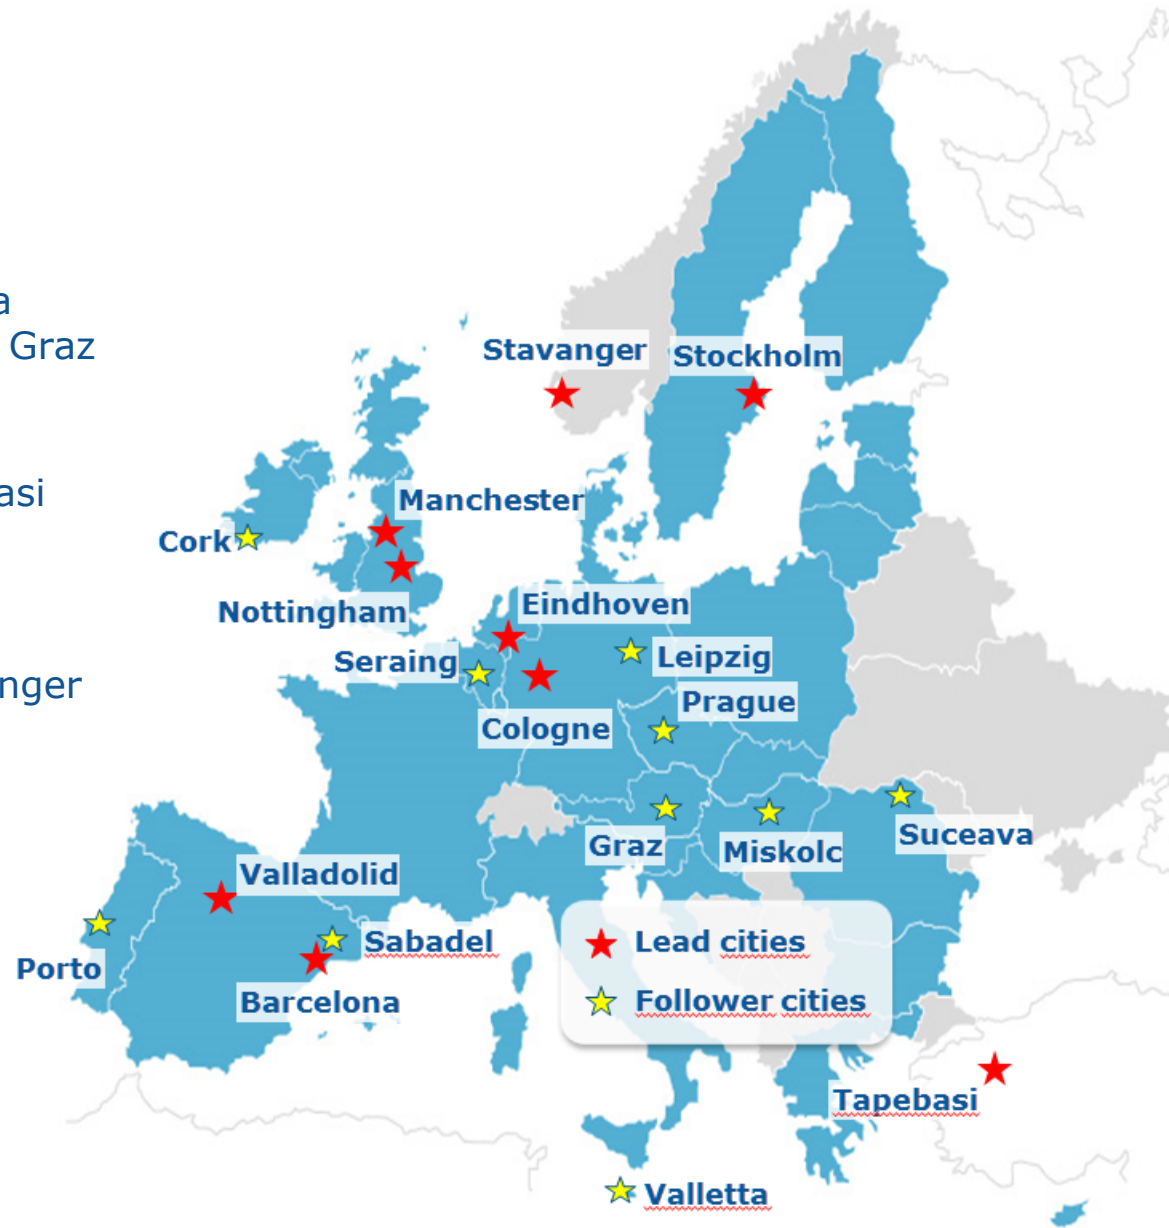 a
Graz
asi
nger
Stavanger
Stockholm
Manchester
Cork
Nottingham
Eindhoven
Seraing
Leipzig
Prague
Cologne
Graz
Miskolc
Suceava
Valladolid
Sabadel
Porto
Barcelona
Lead cities
Follower cities
Tapebasi
Valletta